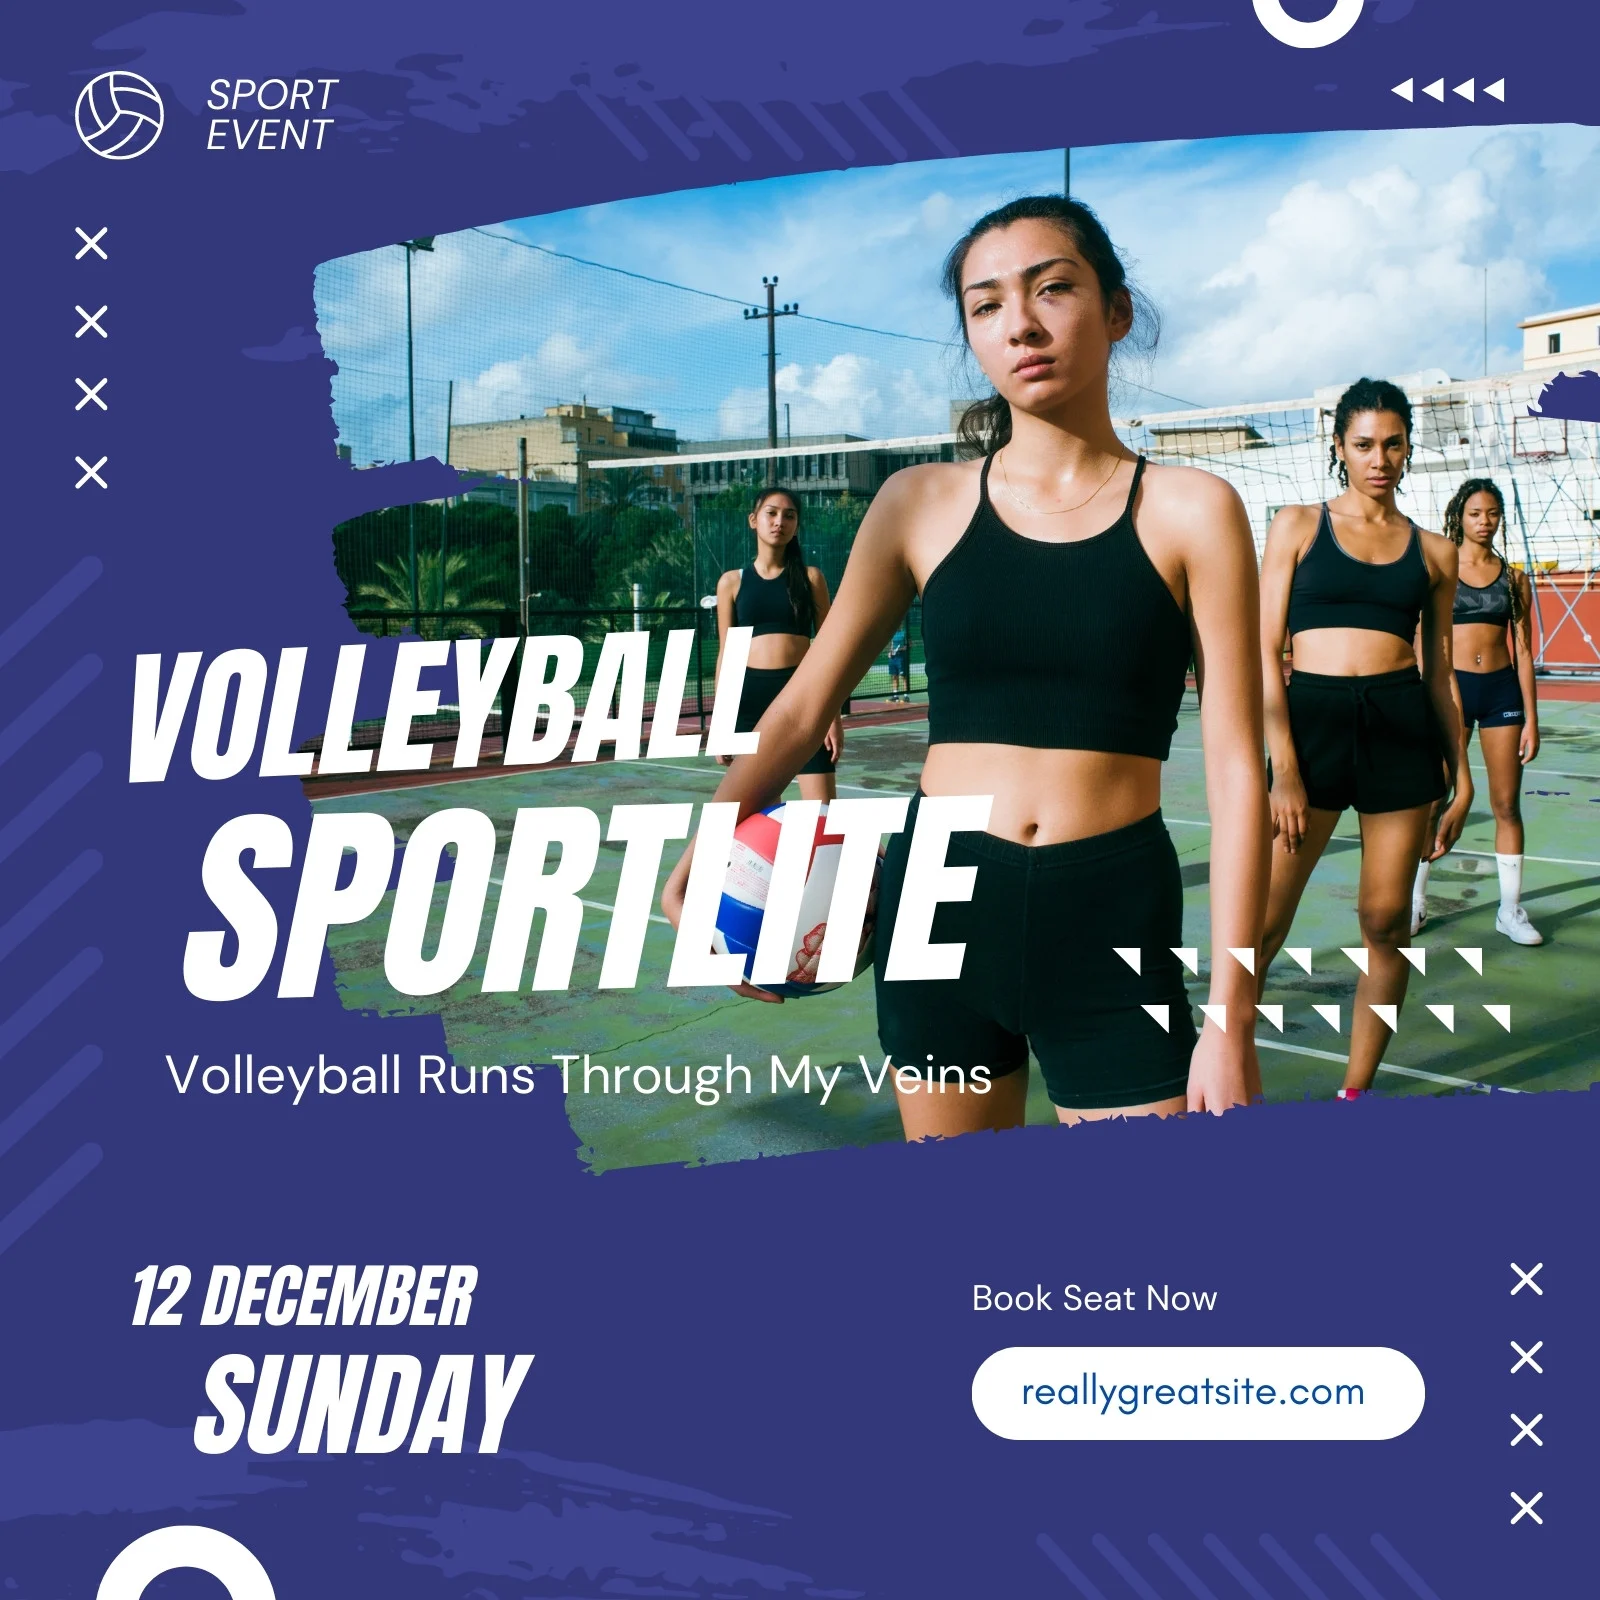 SPORT
EVENT
VOLLEYBALL
SPORTLITE
Volleyball Runs Through My Veins
12 DECEMBER
SUNDAY
Book Seat Now
reallygreatsite.com